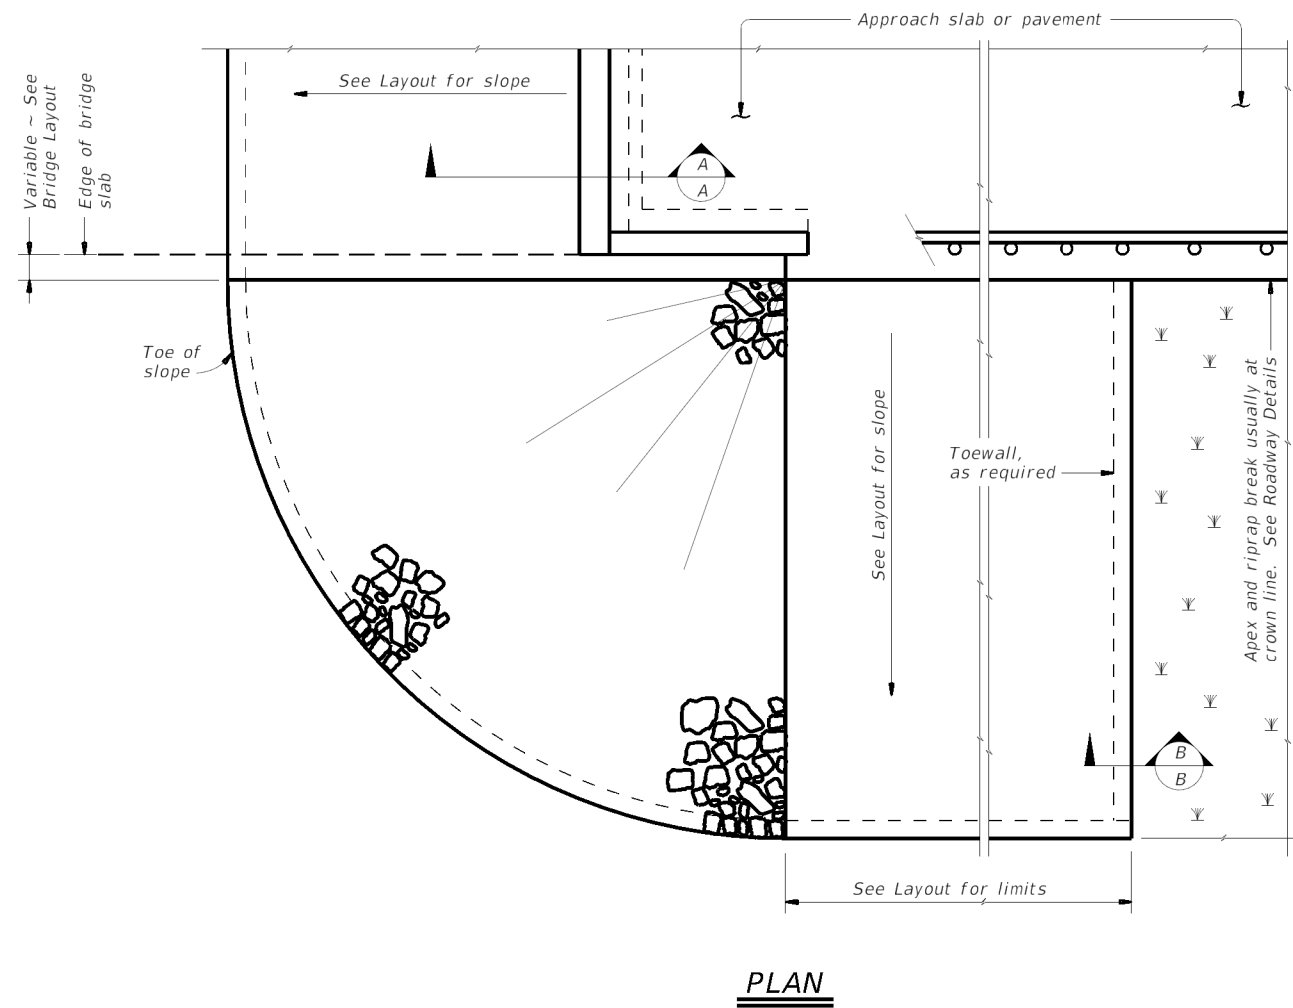 Approach slab or pavement
See Layout for slope
Variable ~ See
Bridge Layout
Edge of bridge
slab
A
A
Toe of
slope
See Layout for slope
Toewall,
as required
Apex and riprap break usually at
crown line.  See Roadway Details
B
B
See Layout for limits
PLAN